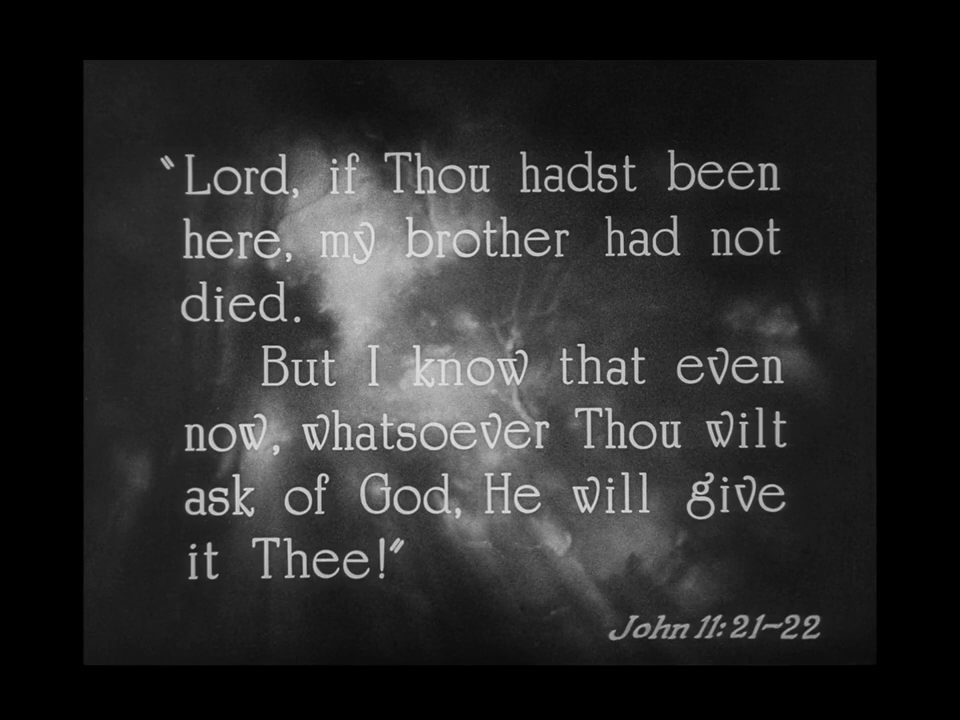 "Lord, if Thou hadst been
here, my brother had not
died.
But I know that even
now, whatsoever Thou wilt
ask of God, He will give
it Thee!"
John 11:21-22